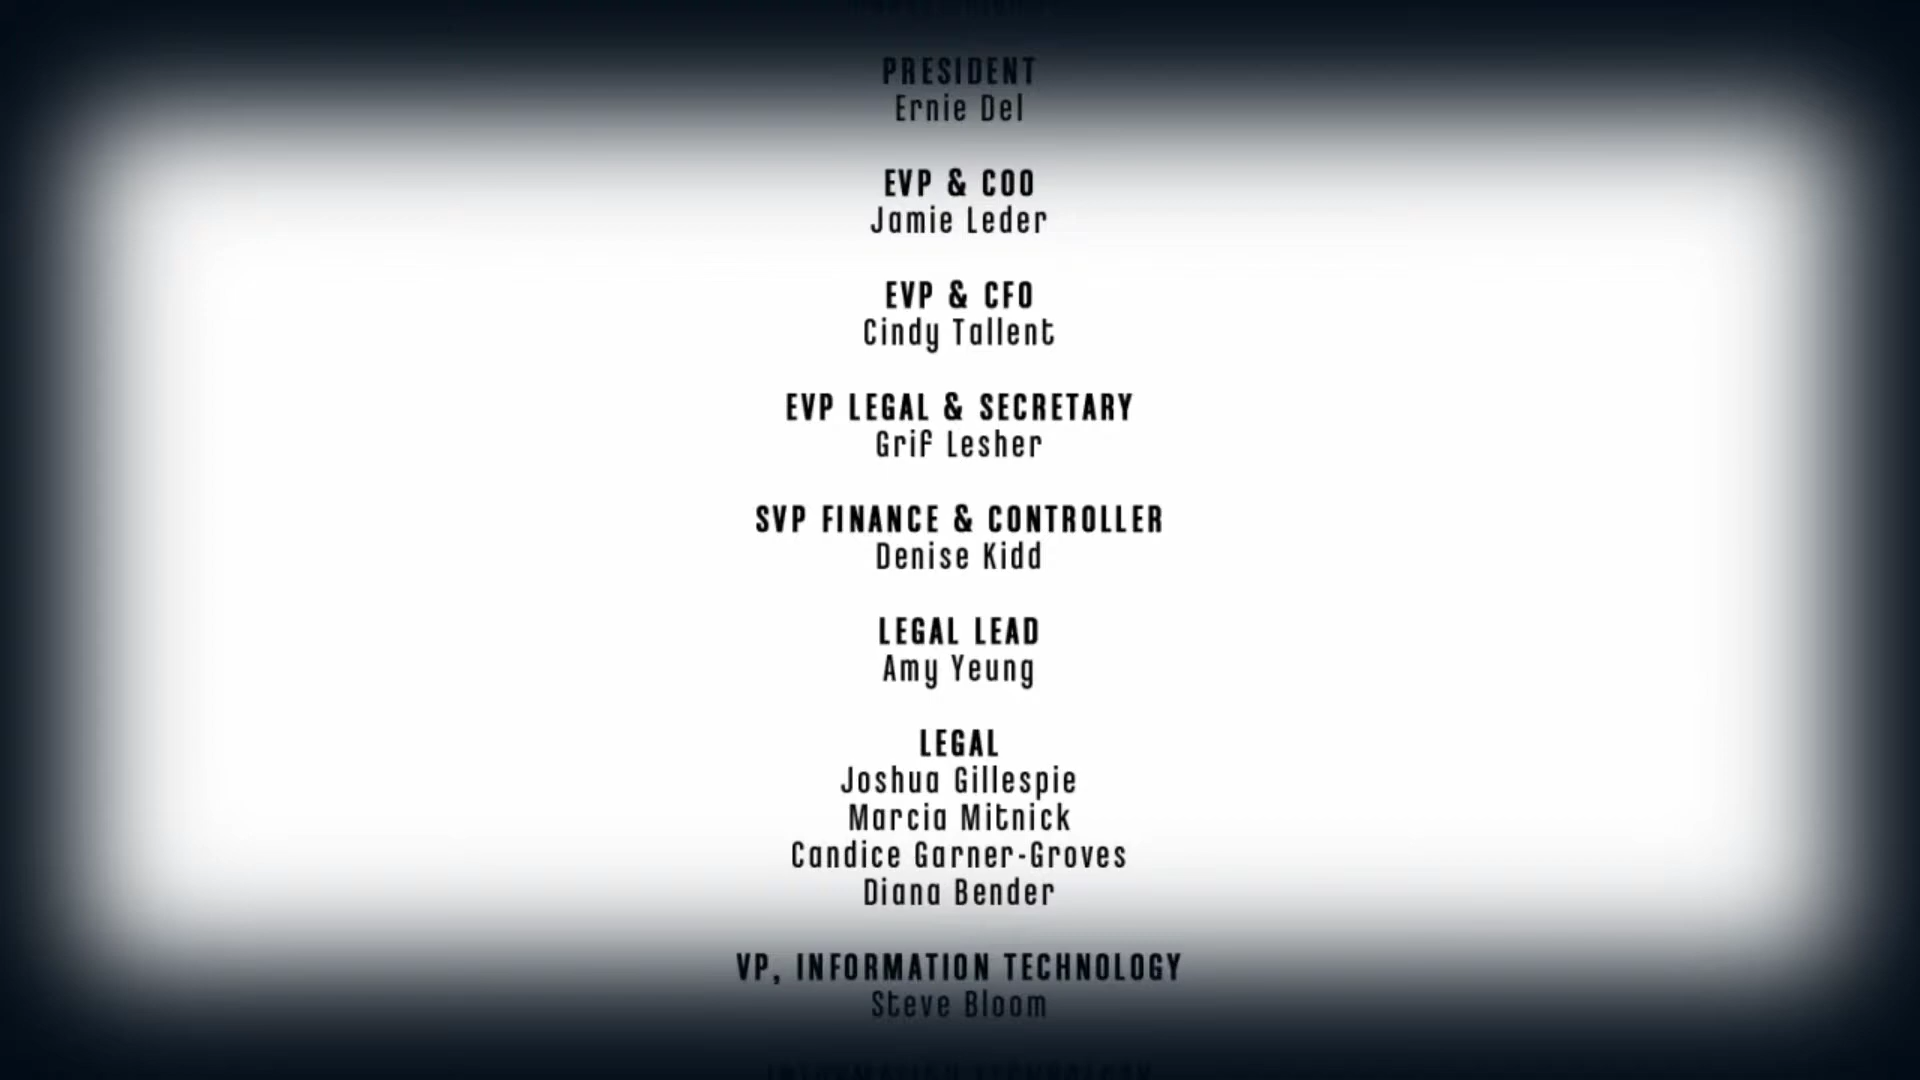 PRESIDENT
Ernie Del
EVP & COO
Jamie Leder
EVP & CFO
Cindy Tallent
EVP LEGAL & SECRETARY
Grif Lesher
SVP FINANCE & CONTROLLER
Denise Kidd
LEGAL LEAD
Amy Yeung
LEGAL
Joshua Gillespie
Marcia Mitnick
Candice Garner-Groves
Diana Bender
VP, INFORMATION TECHNOLOGY
Steve Bloom
INFORMATION TECHNOLOGY